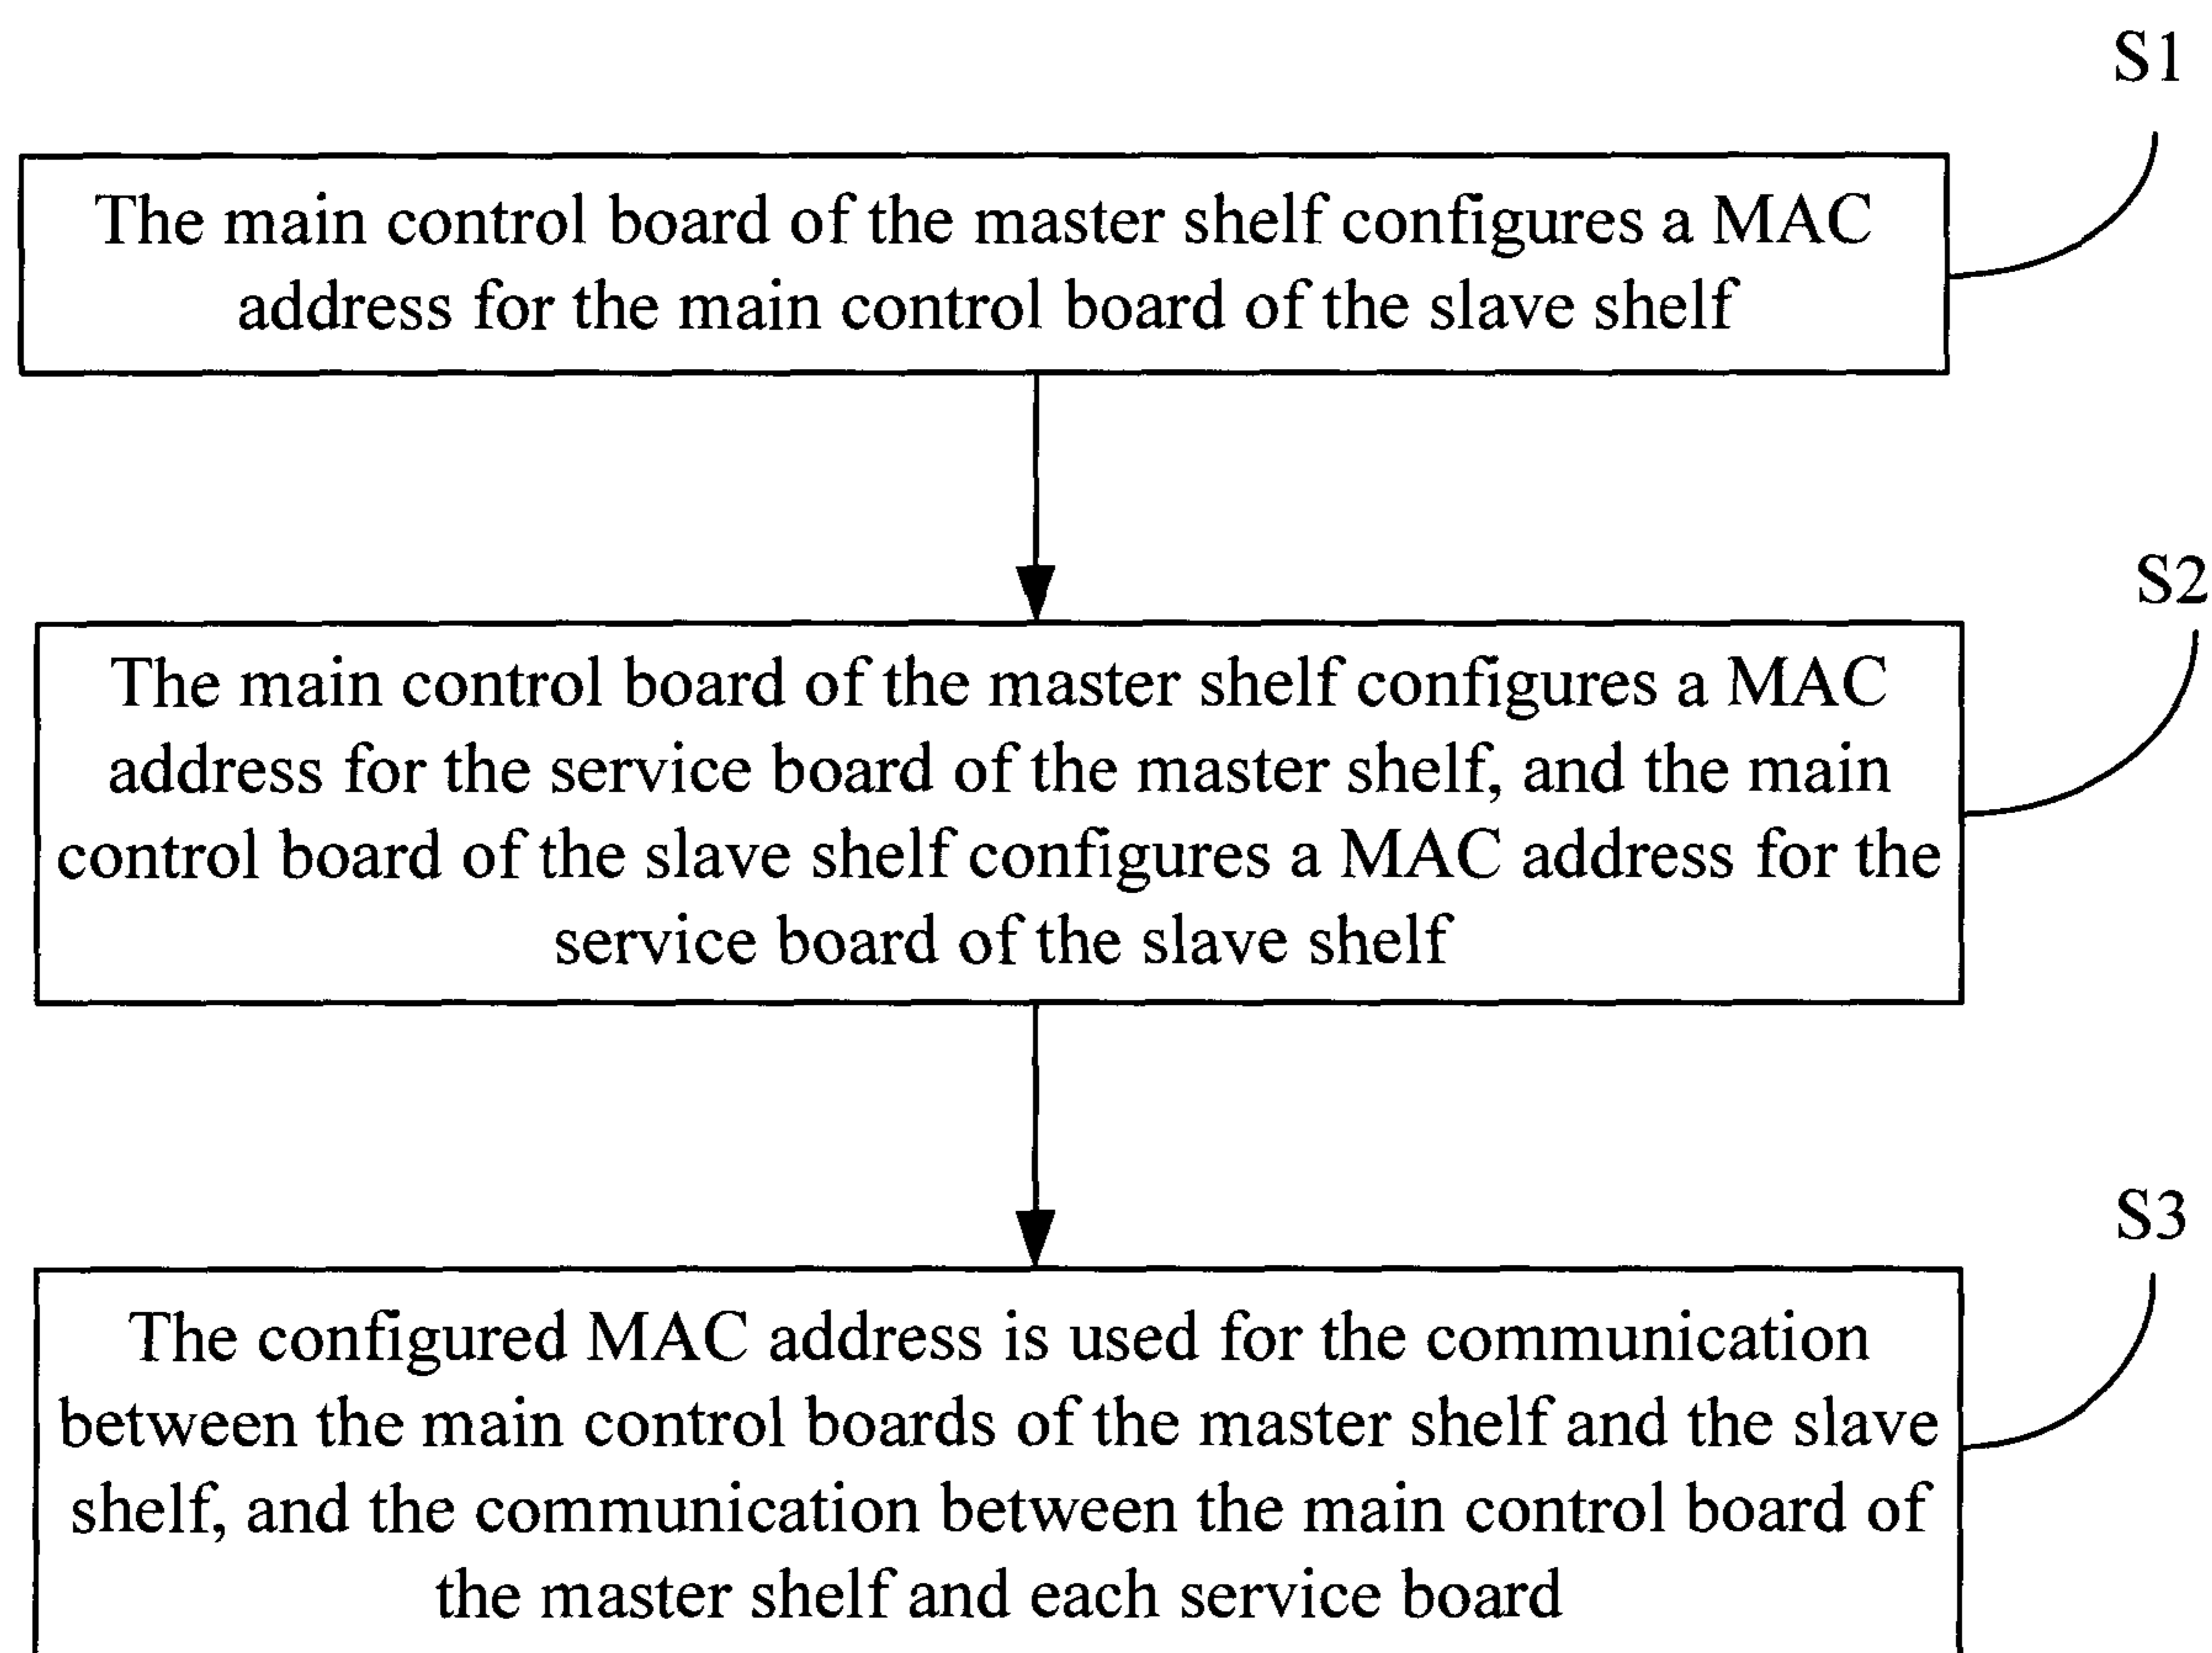 S1
The main control board of the master shelf configures a MAC
address for the main control board of the slave shelf
S2
The main control board of the master shelf configures a MAC
address for the service board of the master shelf, and the main
control board of the slave shelf configures a MAC address for the
service board of the slave shelf
S3
The configured MAC address is used for the communication
between the main control boards of the master shelf and the slave
shelf, and the communication between the main control board of
the master shelf and each service board